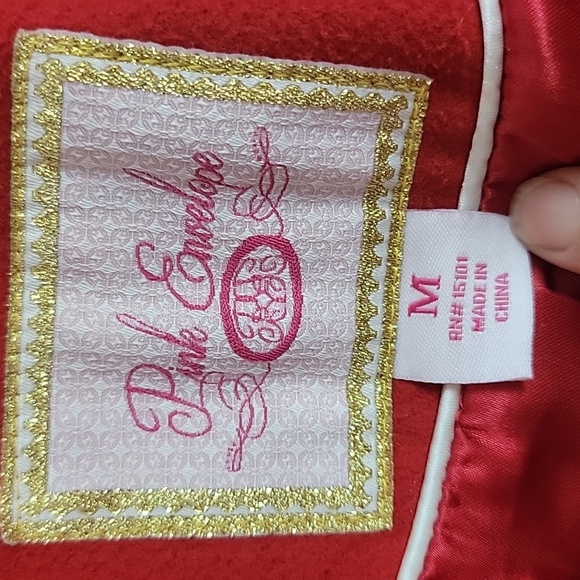 Pink Envelope
M
RN# 15101
MADE IN
CHINA